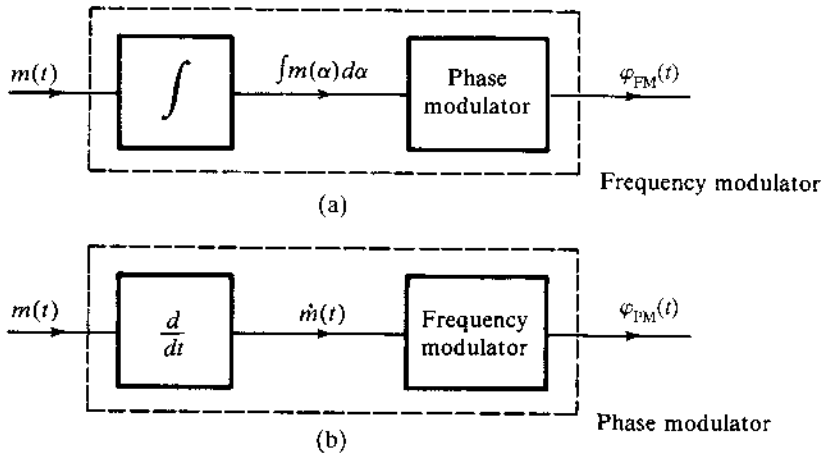 m(t)
∫
∫m(α)dα
Phase
modulator
φFM(t)
Frequency modulator
(a)
m(t)
d
dt
ṁ(t)
Frequency
modulator
φPM(t)
Phase modulator
(b)